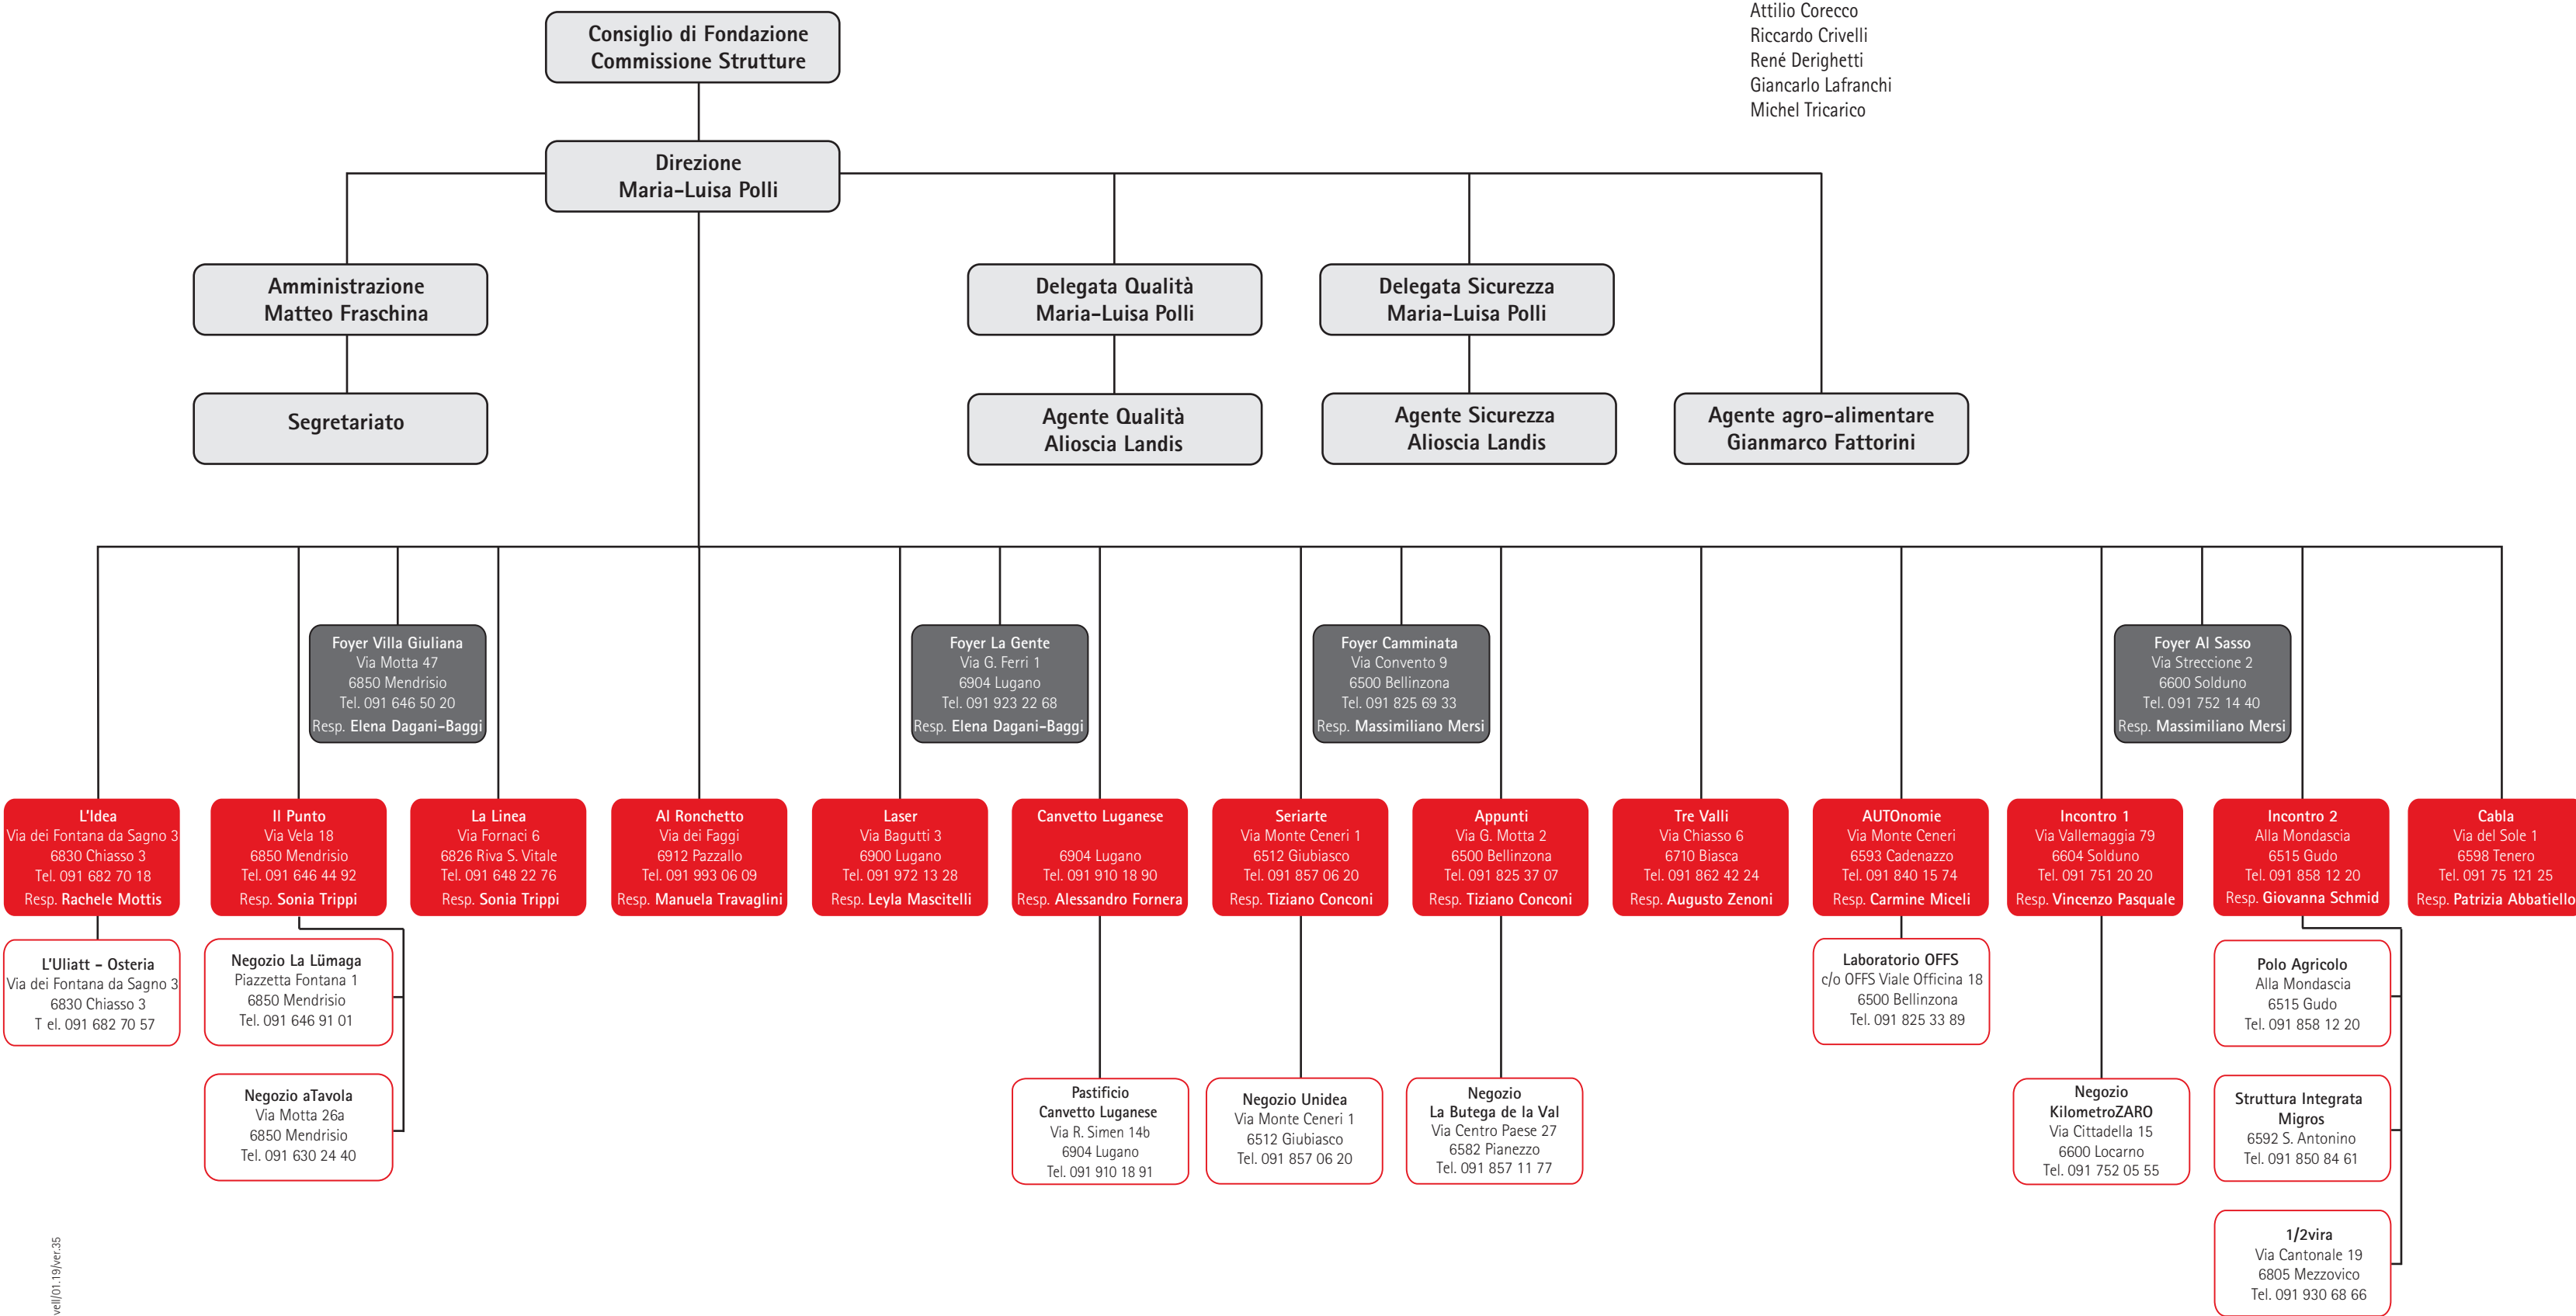 Attilio Corecco
Riccardo Crivelli
René Derighetti
Giancarlo Lafranchi
Michel Tricarico
Consiglio di Fondazione
Commissione Strutture
Direzione
Maria-Luisa Polli
Amministrazione
Matteo Fraschina
Delegata Qualità
Maria-Luisa Polli
Delegata Sicurezza
Maria-Luisa Polli
Segretariato
Agente Qualità
Alioscia Landis
Agente Sicurezza
Alioscia Landis
Agente agro-alimentare
Gianmarco Fattorini
Foyer Villa Giuliana
Via Motta 47
6850 Mendrisio
Tel. 091 646 50 20
Resp. Elena Dagani-Baggi
Foyer La Gente
Via G. Ferri 1
6904 Lugano
Tel. 091 923 22 68
Resp. Elena Dagani-Baggi
Foyer Camminata
Via Convento 9
6500 Bellinzona
Tel. 091 825 69 33
Resp. Massimiliano Mersi
Foyer Al Sasso
Via Streccione 2
6600 Solduno
Tel. 091 752 14 40
Resp. Massimiliano Mersi
L'Idea
Via dei Fontana da Sagno 3
6830 Chiasso 3
Tel. 091 682 70 18
Resp. Rachele Mottis
Il Punto
Via Vela 18
6850 Mendrisio
Tel. 091 646 44 92
Resp. Sonia Trippi
La Linea
Via Fornaci 6
6826 Riva S. Vitale
Tel. 091 648 22 76
Resp. Sonia Trippi
Al Ronchetto
Via dei Faggi
6912 Pazzallo
Tel. 091 993 06 09
Resp. Manuela Travaglini
Laser
Via Bagutti 3
6900 Lugano
Tel. 091 972 13 28
Resp. Leyla Mascitelli
Canvetto Luganese
6904 Lugano
Tel. 091 910 18 90
Resp. Alessandro Fornera
Seriarte
Via Monte Ceneri 1
6512 Giubiasco
Tel. 091 857 06 20
Resp. Tiziano Conconi
Appunti
Via G. Motta 2
6500 Bellinzona
Tel. 091 825 37 07
Resp. Tiziano Conconi
Tre Valli
Via Chiasso 6
6710 Biasca
Tel. 091 862 42 24
Resp. Augusto Zenoni
AUTOnomie
Via Monte Ceneri
6593 Cadenazzo
Tel. 091 840 15 74
Resp. Carmine Miceli
Incontro 1
Via Vallemaggia 79
6604 Solduno
Tel. 091 751 20 20
Resp. Vincenzo Pasquale
Incontro 2
Alla Mondascia
6515 Gudo
Tel. 091 858 12 20
Resp. Giovanna Schmid
Cabla
Via del Sole 1
6598 Tenero
Tel. 091 75 121 25
Resp. Patrizia Abbatiello
L'Uliatt - Osteria
Via dei Fontana da Sagno 3
6830 Chiasso 3
T el. 091 682 70 57
Negozio La Lümaga
Piazzetta Fontana 1
6850 Mendrisio
Tel. 091 646 91 01
Negozio aTavola
Via Motta 26a
6850 Mendrisio
Tel. 091 630 24 40
Pastificio
Canvetto Luganese
Via R. Simen 14b
6904 Lugano
Tel. 091 910 18 91
Negozio Unidea
Via Monte Ceneri 1
6512 Giubiasco
Tel. 091 857 06 20
Negozio
La Butega de la Val
Via Centro Paese 27
6582 Pianezzo
Tel. 091 857 11 77
Laboratorio OFFS
c/o OFFS Viale Officina 18
6500 Bellinzona
Tel. 091 825 33 89
Negozio
KilometroZARO
Via Cittadella 15
6600 Locarno
Tel. 091 752 05 55
Polo Agricolo
Alla Mondascia
6515 Gudo
Tel. 091 858 12 20
Struttura Integrata
Migros
6592 S. Antonino
Tel. 091 850 84 61
1/2vira
Via Cantonale 19
6805 Mezzovico
Tel. 091 930 68 66
vell/01.19/ver.35